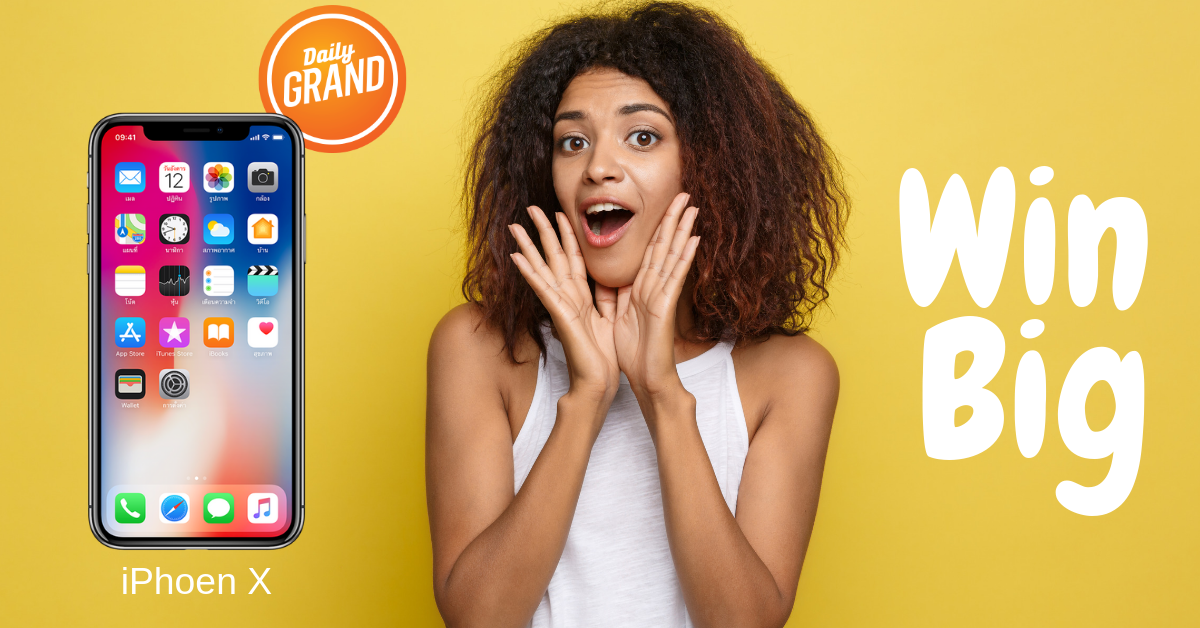 Daily
GRAND
09:41
วันอังคาร
12
เมล
ปฏิทิน
รูปภาพ
กล้อง
แผนที่
นาฬิกา
สภาพอากาศ
บ้าน
โน้ต
หุ้น
เตือนความจำ
วิดีโอ
App Store
iTunes Store
iBooks
สุขภาพ
Wallet
การตั้งค่า
iPhoen X
Win
Big